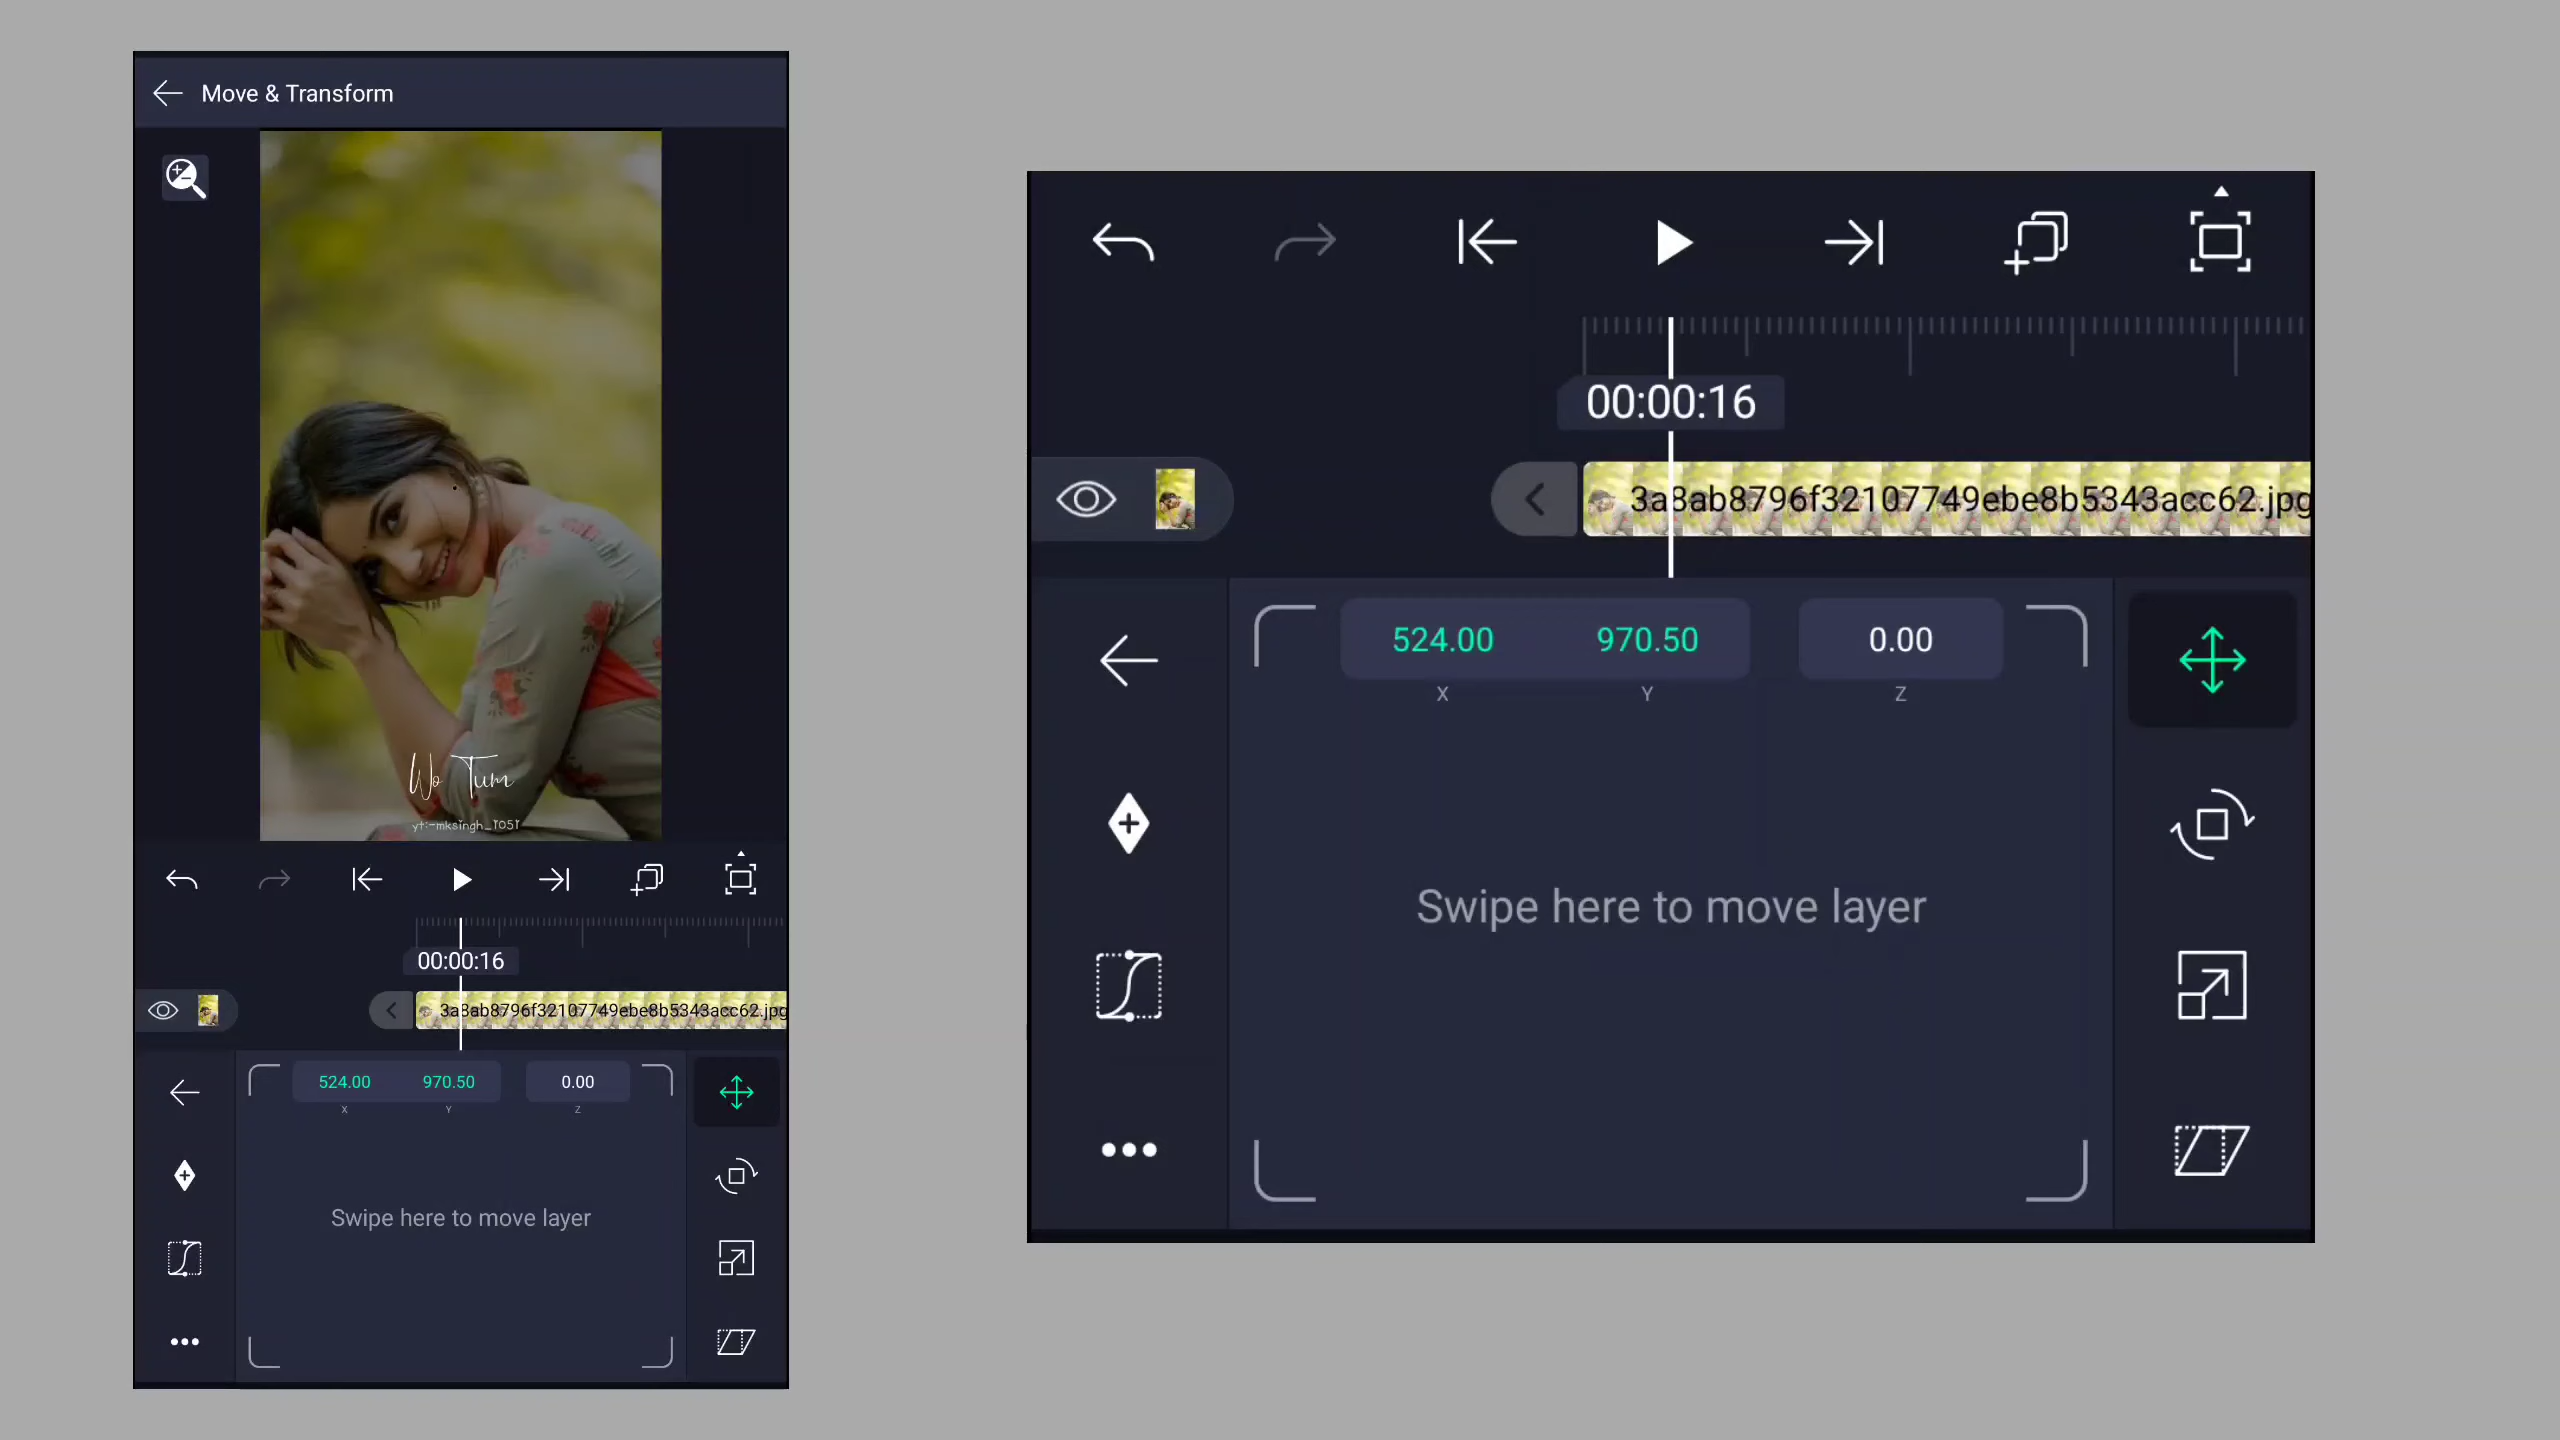 Move & Transform
Wo Tum
yt:-mksingh_1051
00:00:16
3a8ab8796f32107749ebe8b5343acc62.jpg
524.00 970.50 0.00
X Y Z
Swipe here to move layer
00:00:16
3a8ab8796f32107749ebe8b5343acc62.jpg
524.00 970.50 0.00
X Y Z
Swipe here to move layer